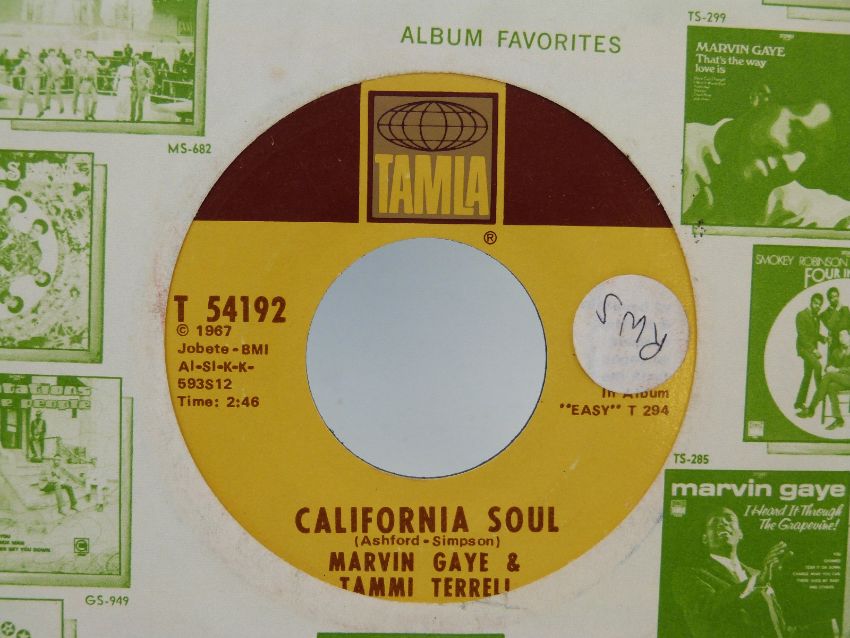 ALBUM FAVORITES
TS-299
MARVIN GAYE
That's the way
love is
MS-682
TAMLA
®
T 54192
© 1967
Jobete - BMI
Al-Sl-K-K-
593S12
Time: 2:46
RWS
In Album
"EASY" T 294
CALIFORNIA SOUL
(Ashford - Simpson)
MARVIN GAYE &
TAMMI TERRELL
SMOKEY ROBINSON
FOUR IN
TS-285
marvin gaye
I Heard It Through
The Grapevine!
GS-949